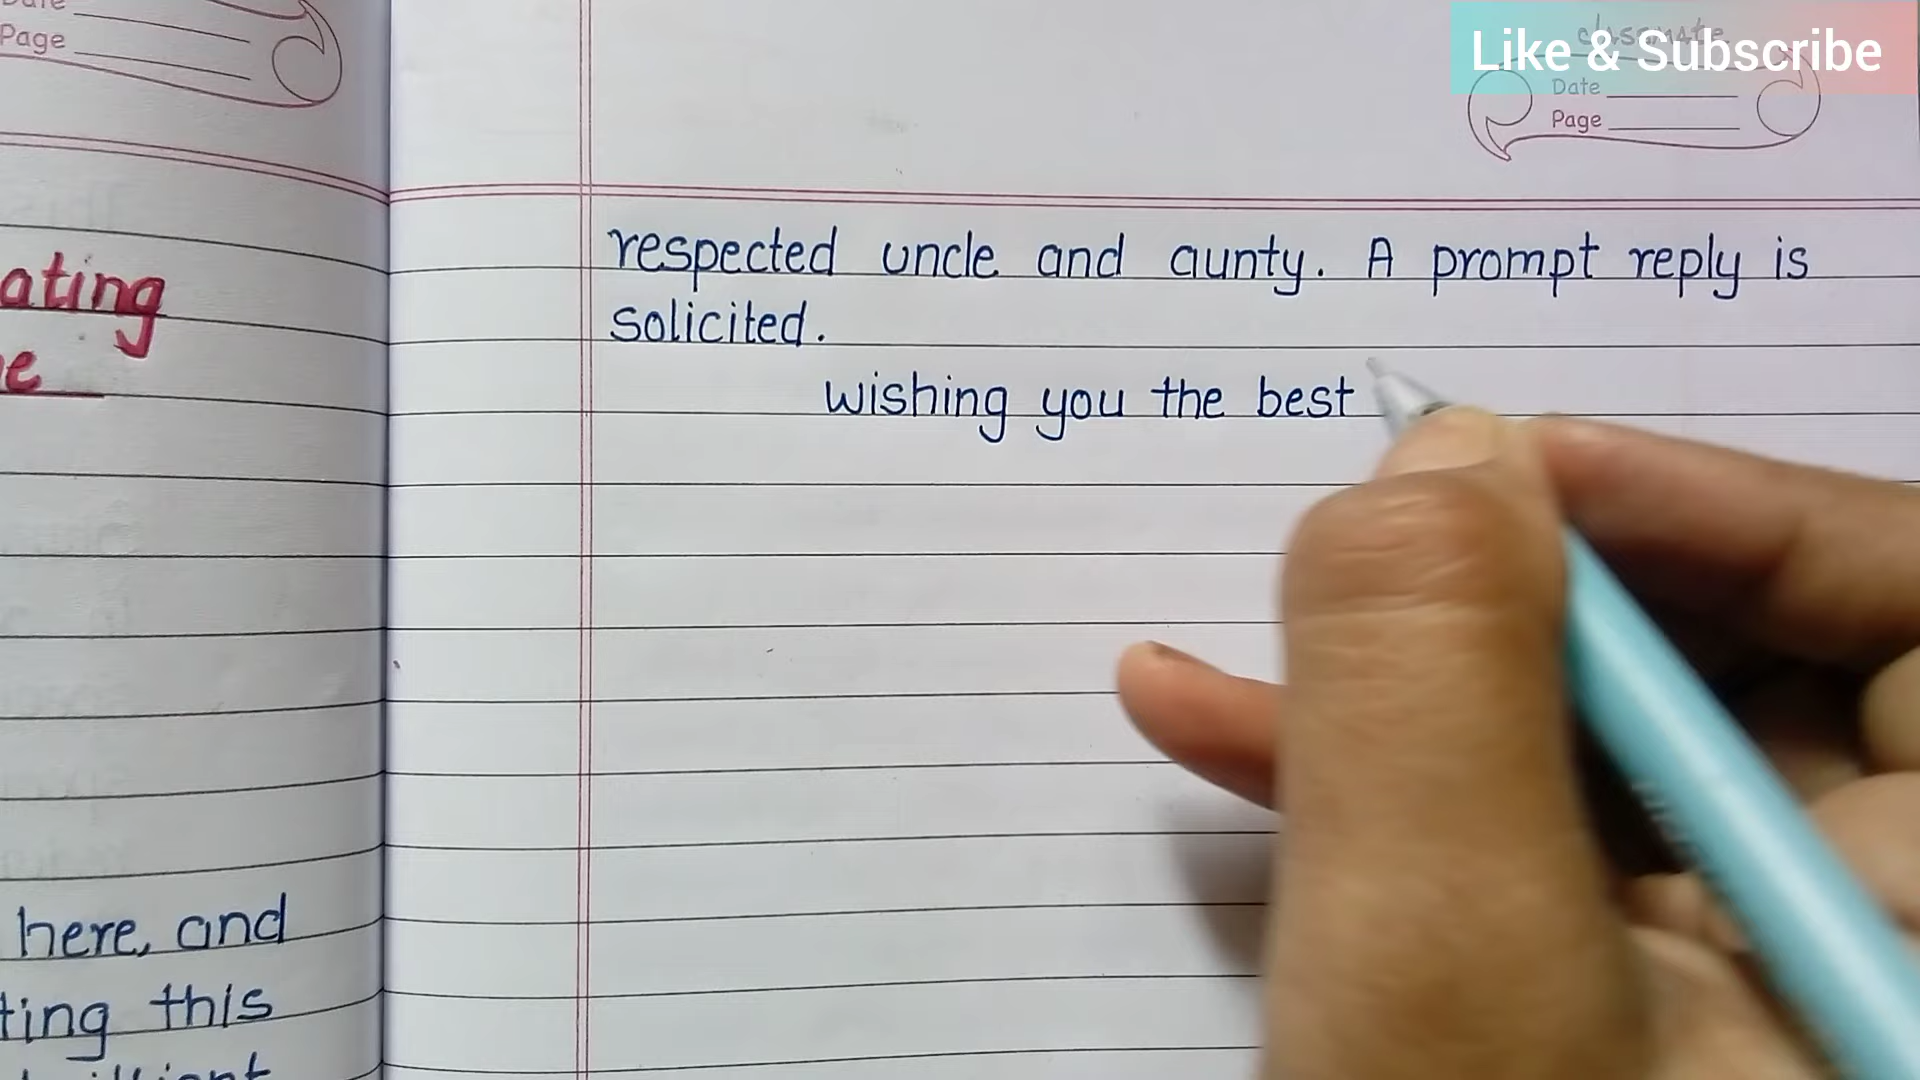 Page
ating
e
here, and
ting this
Like & Subscribe
classmate
Date
Page
respected uncle and aunty. A prompt reply is
solicited.
wishing you the best